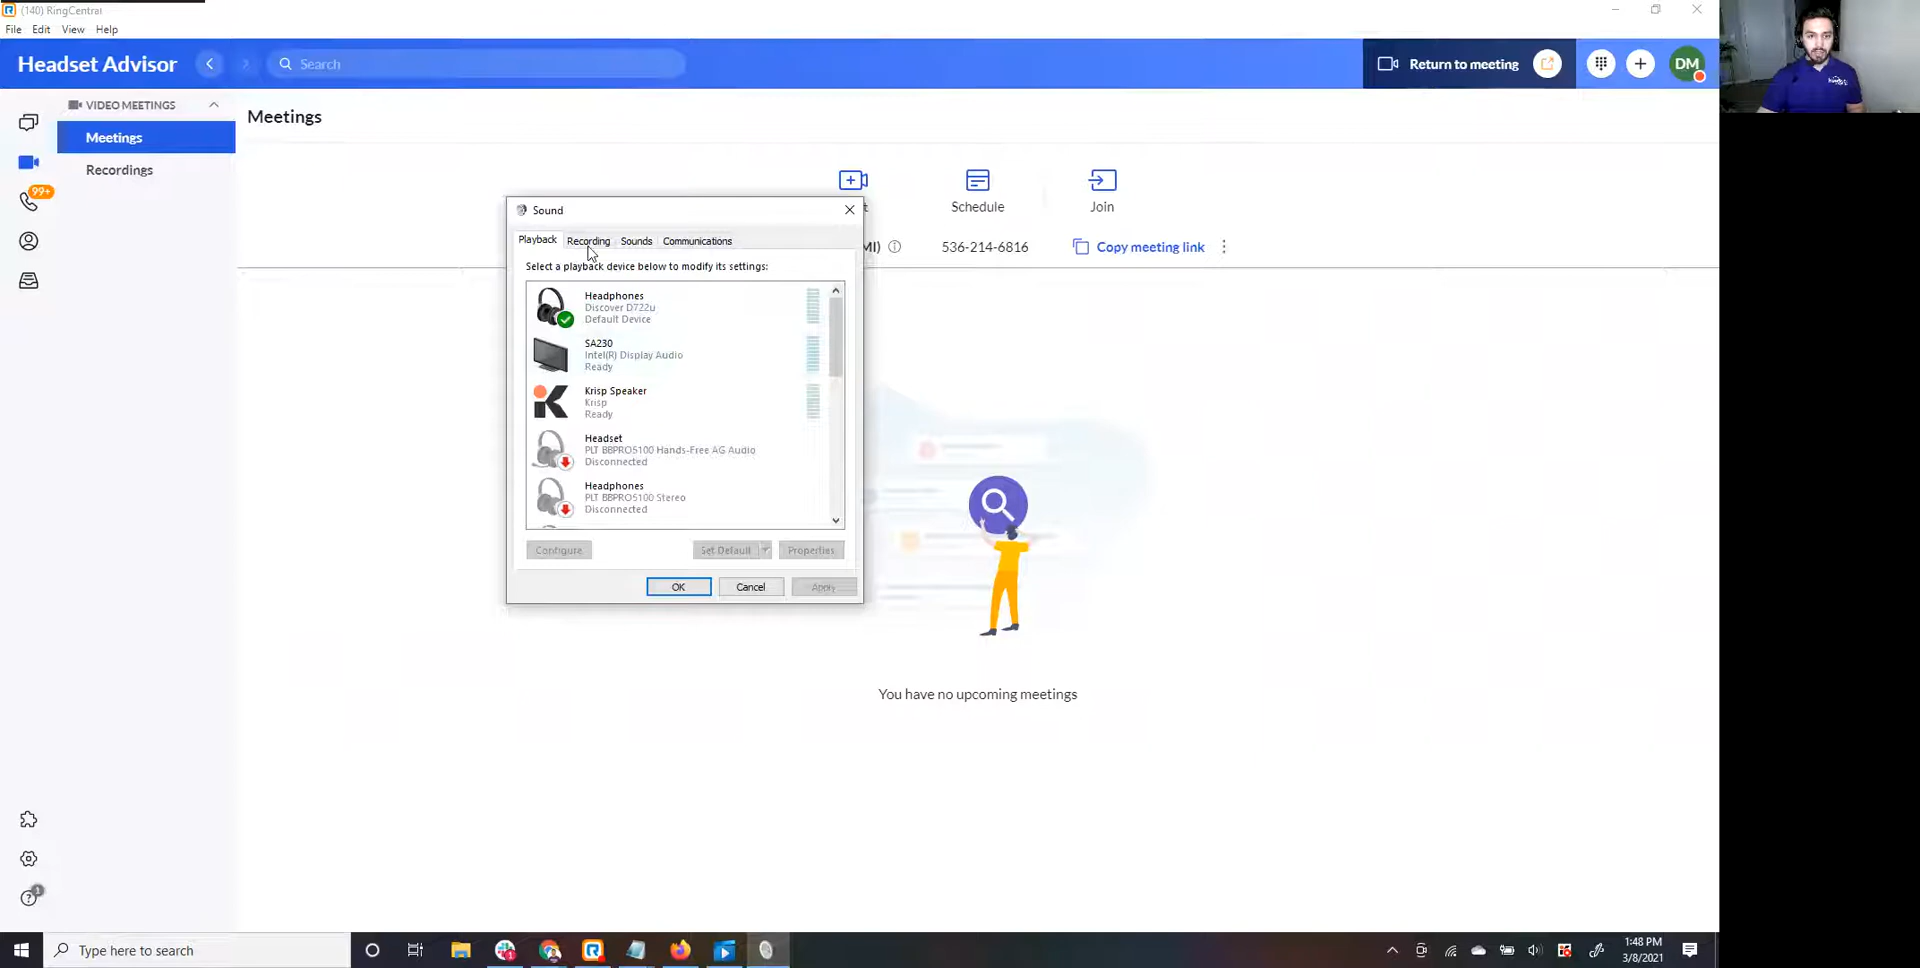 (140) RingCentral
File Edit View Help
Headset Advisor
Search
Return to meeting
DM
VIDEO MEETINGS
Meetings
Recordings
99+
Meetings
Schedule
Join
536-214-6816
Copy meeting link
Sound
Playback Recording Sounds Communications
Select a playback device below to modify its settings:
Headphones
Discover D722u
Default Device
SA230
Intel(R) Display Audio
Ready
Krisp Speaker
Krisp
Ready
Headset
PLT BBPRO5100 Hands-Free AG Audio
Disconnected
Headphones
PLT BBPRO5100 Stereo
Disconnected
Configure Set Default Properties
OK Cancel Apply
You have no upcoming meetings
1
Type here to search
1:48 PM
3/8/2021